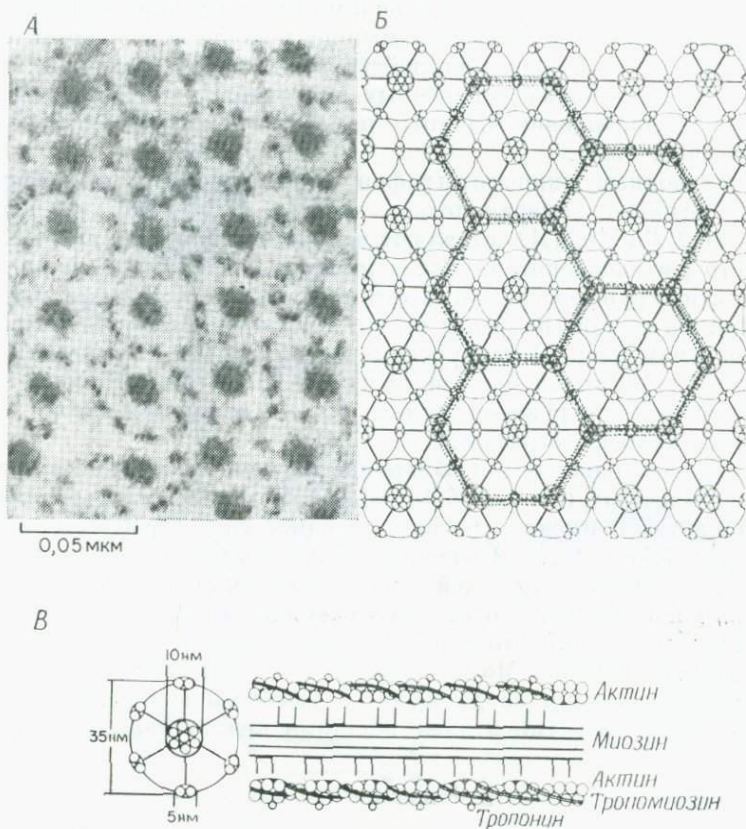 А
Б
0,05 мкм
В
10нм
35нм
5нм
Актин
Миозин
Актин
Тропомиозин
Тропонин